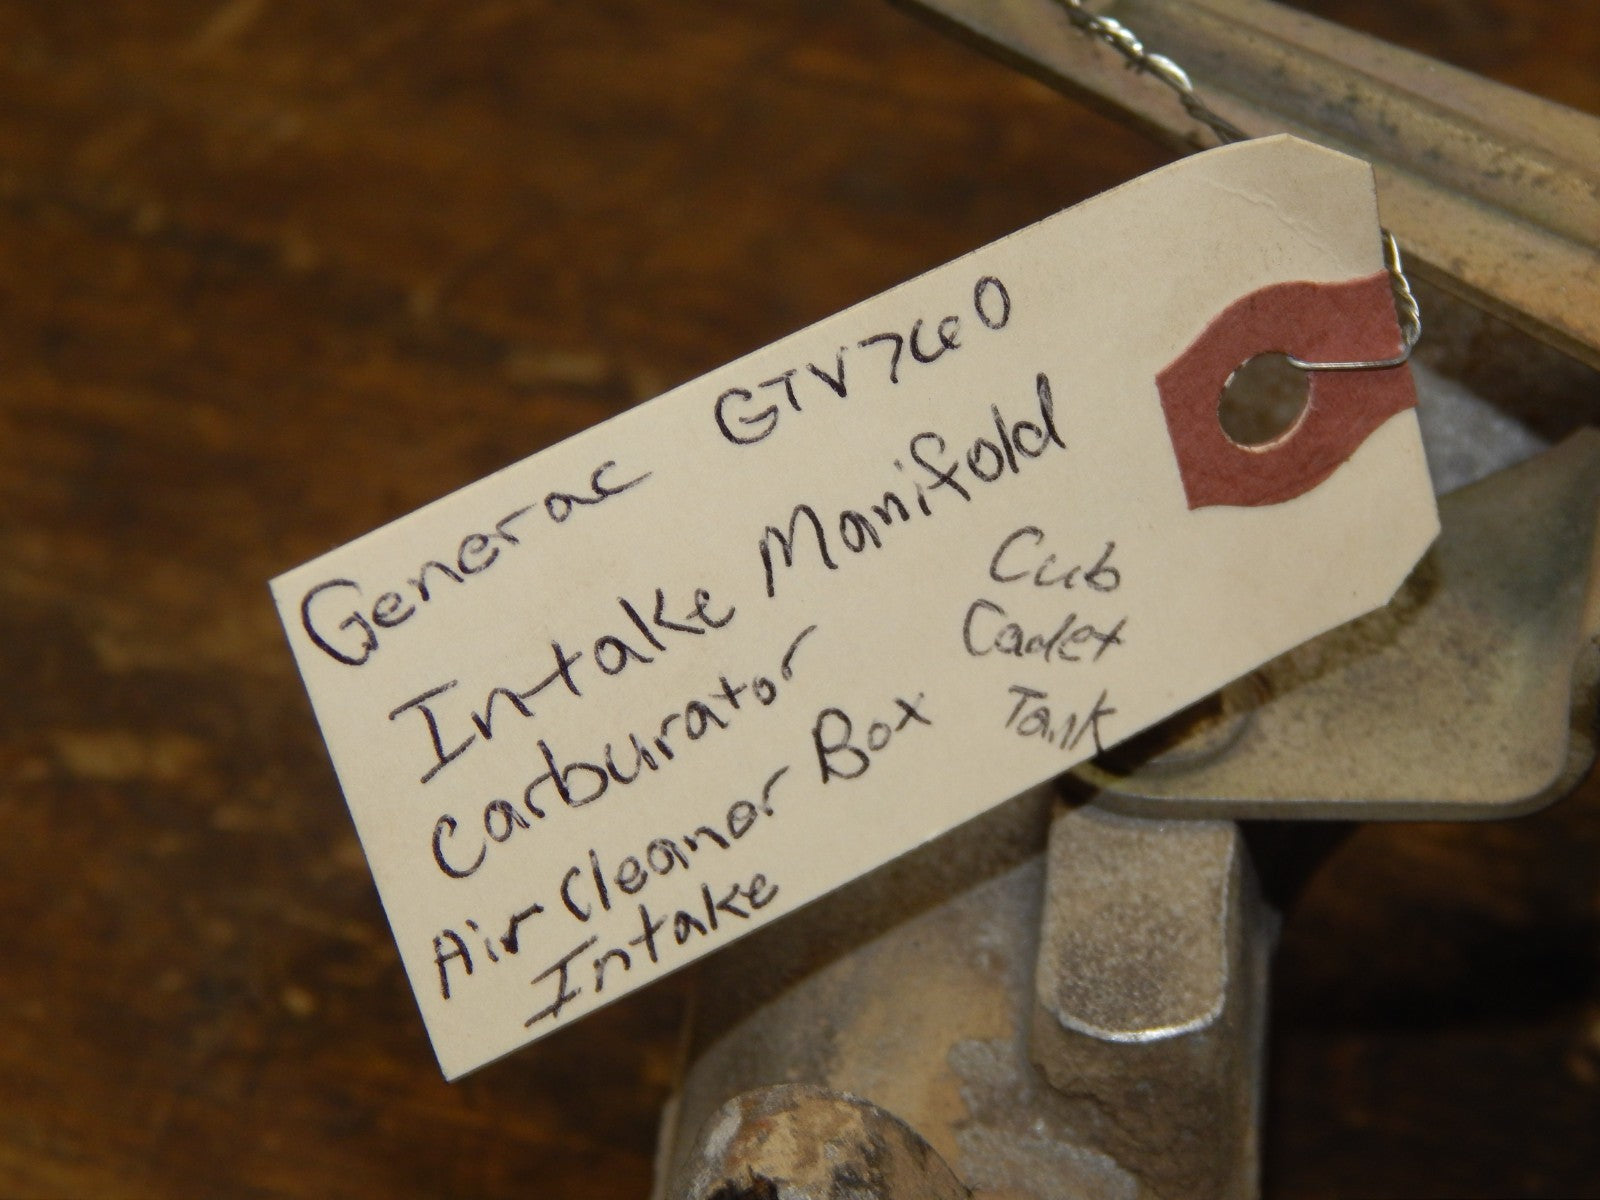 Generac GTV760
Intake Manifold
Carburator
Air Cleaner Box
Intake
Cub
Cadet
Tank